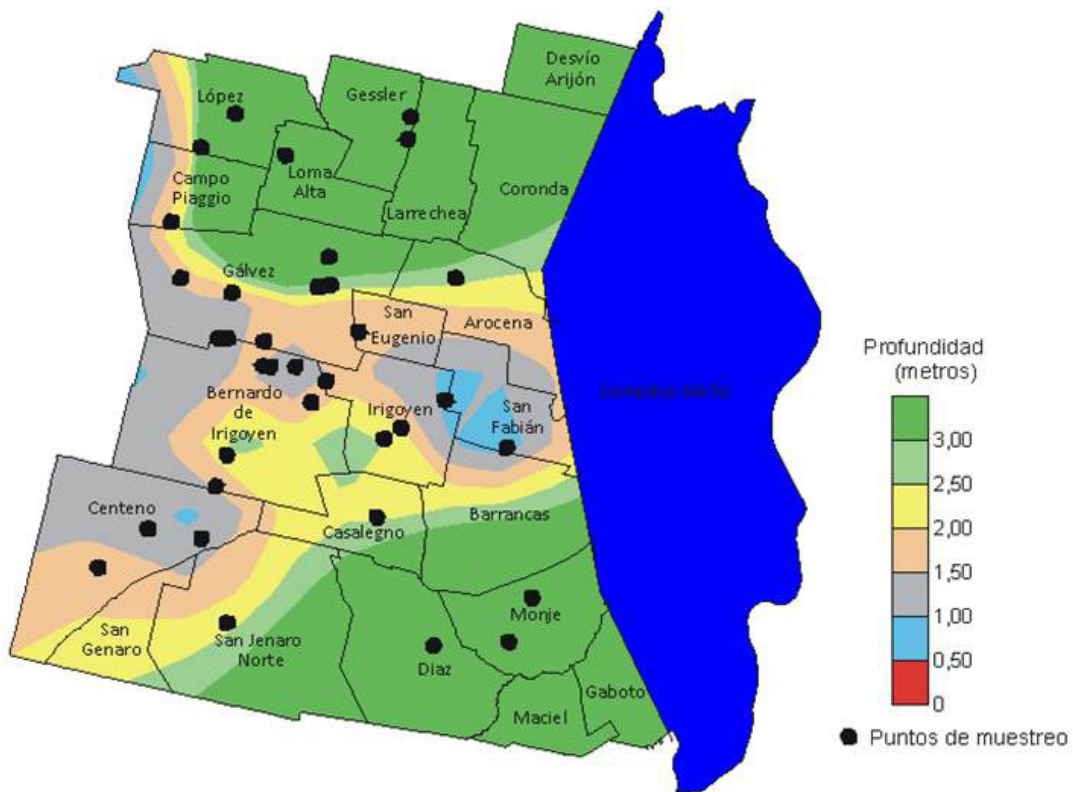 Desvío
Arijón
López
Gessler
Loma
Alta
Campo
Piaggio
Coronda
Larrechea
Gálvez
San
Eugenio
Arocena
Bernardo
de
Irigoyen
Irigoyen
San
Fabián
Centeno
Casalegno
Barrancas
Monje
San
Genaro
San Jenaro
Norte
Diaz
Gaboto
Maciel
Profundidad
(metros)
3,00
2,50
2,00
1,50
1,00
0,50
0
Puntos de muestreo